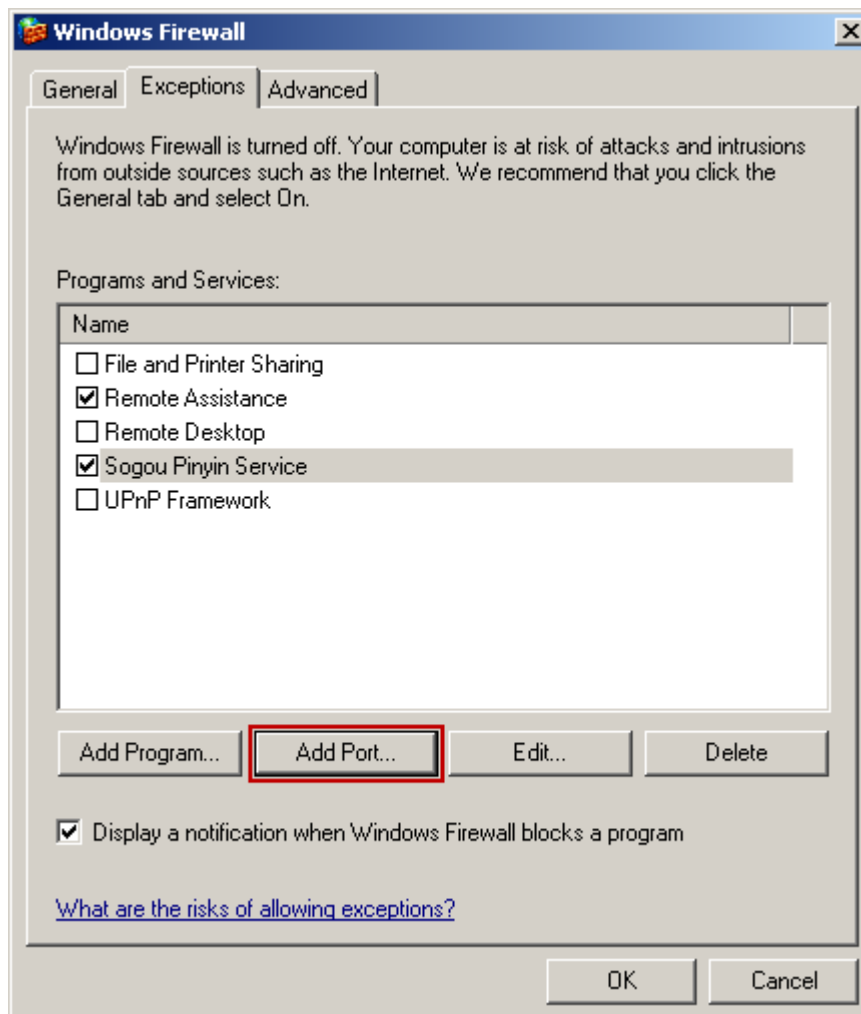 Windows Firewall
General Exceptions Advanced
Windows Firewall is turned off. Your computer is at risk of attacks and intrusions
from outside sources such as the Internet. We recommend that you click the
General tab and select On.
Programs and Services:
Name
File and Printer Sharing
Remote Assistance
Remote Desktop
Sogou Pinyin Service
UPnP Framework
Add Program... Add Port... Edit... Delete
Display a notification when Windows Firewall blocks a program
What are the risks of allowing exceptions?
OK Cancel